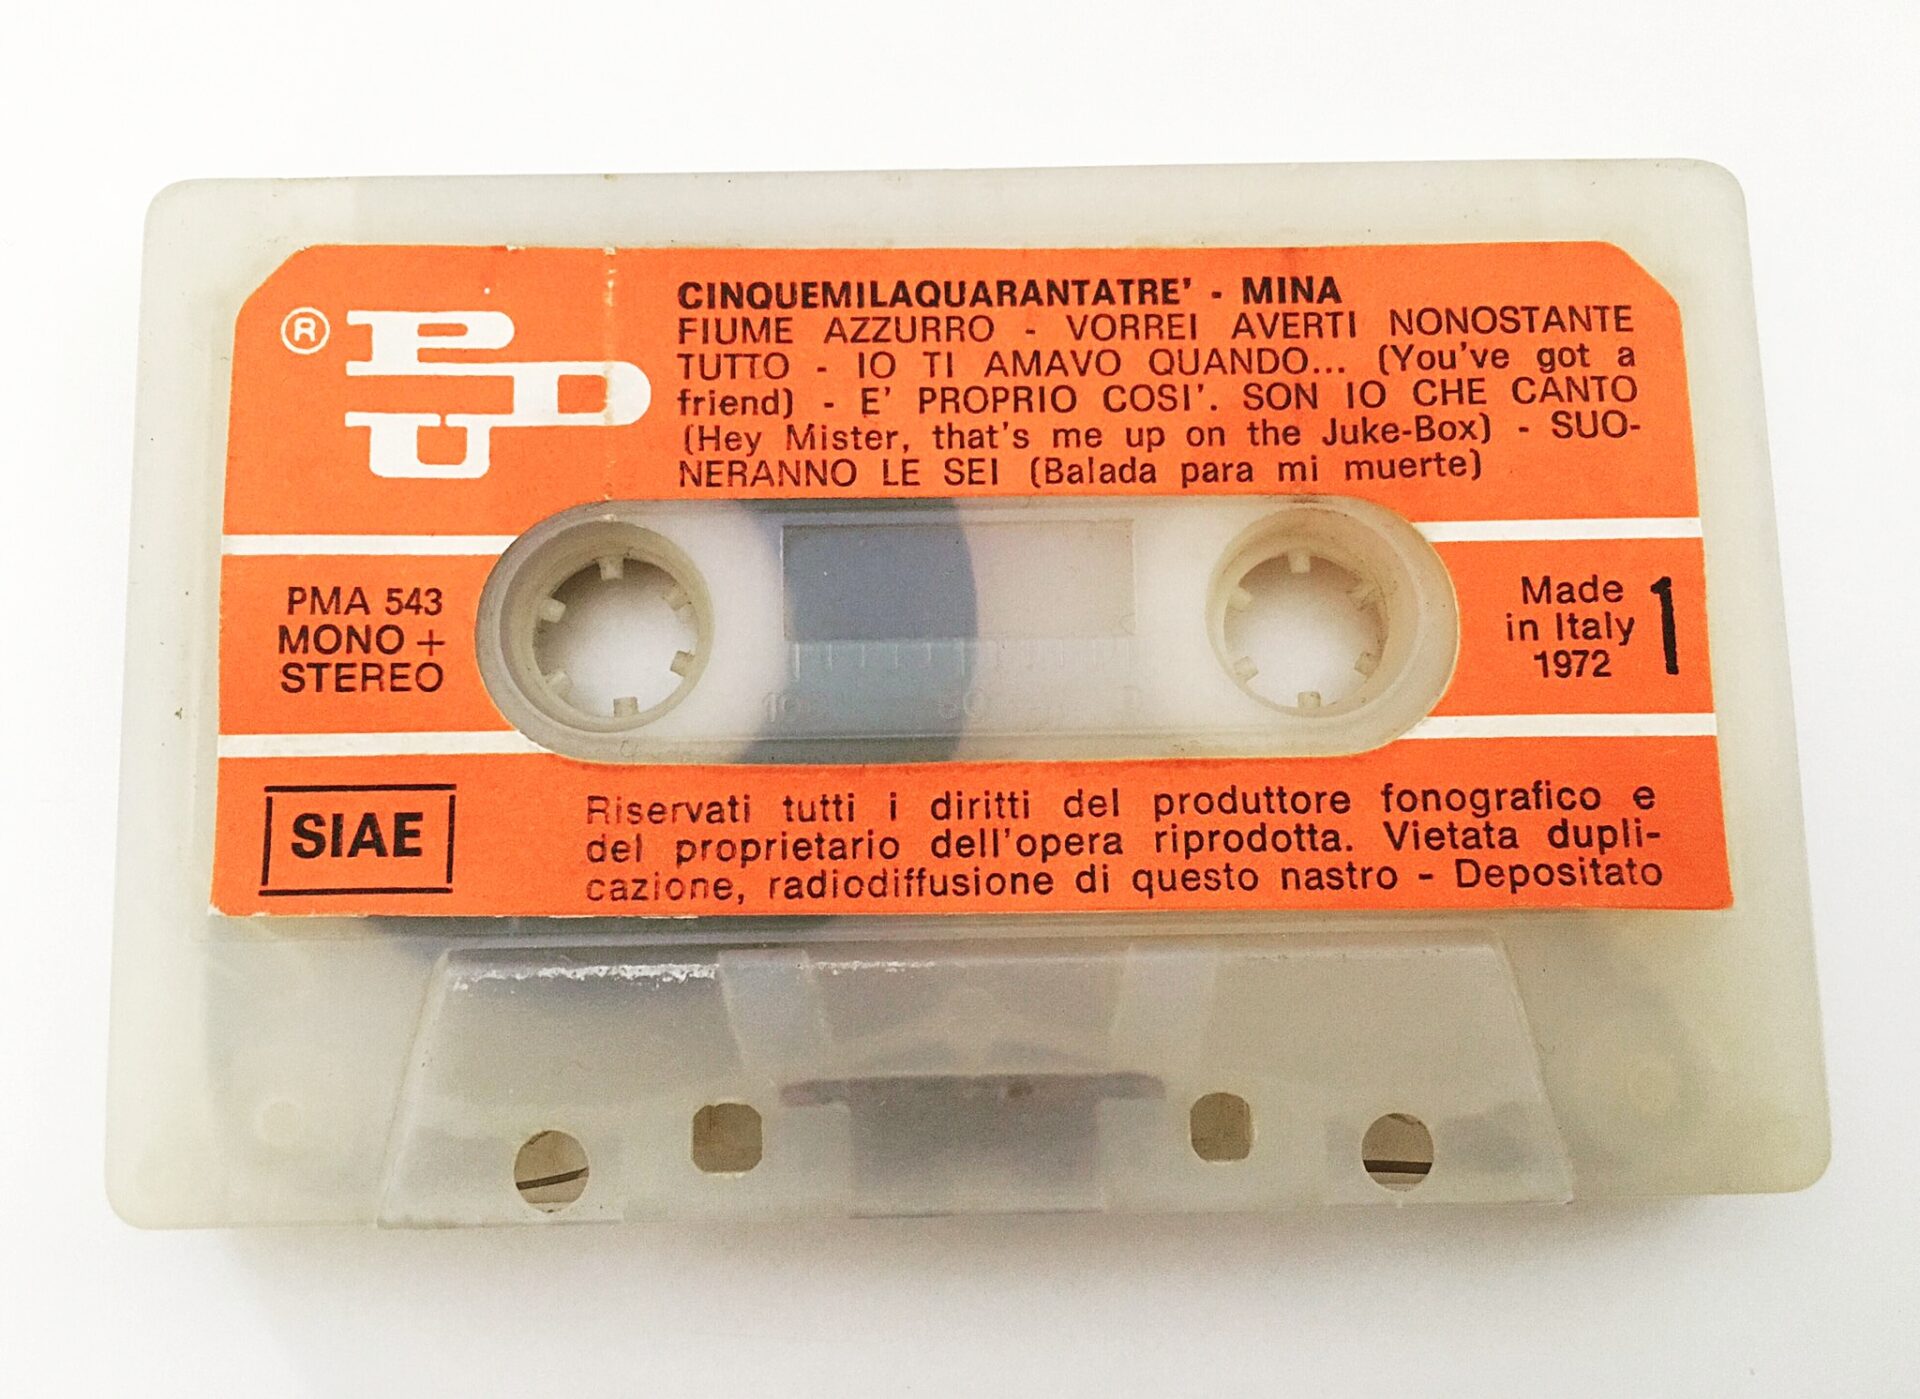 ® PDU
CINQUEMILAQUARANTATRE' - MINA
FIUME AZZURRO - VORREI AVERTI NONOSTANTE
TUTTO - IO TI AMAVO QUANDO... (You've got a
friend) - E' PROPRIO COSI'. SON IO CHE CANTO
(Hey Mister, that's me up on the Juke-Box) - SUO-
NERANNO LE SEI (Balada para mi muerte)
PMA 543
MONO +
STEREO
100 50 0
Made
in Italy
1972
1
SIAE
Riservati tutti i diritti del produttore fonografico e
del proprietario dell'opera riprodotta. Vietata dupli-
cazione, radiodiffusione di questo nastro - Depositato